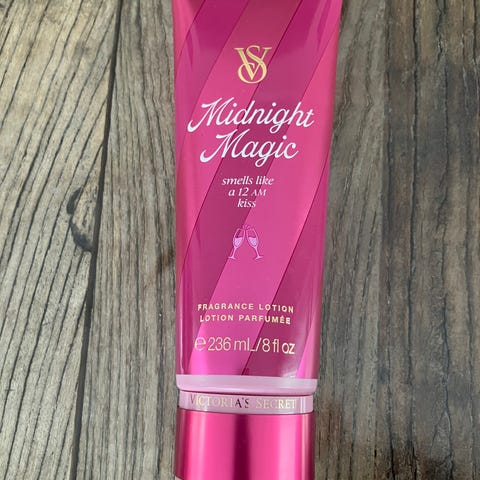 VS
Midnight
Magic
smells like
a 12 AM
kiss
FRAGRANCE LOTION
LOTION PARFUMÉE
℮ 236 mL/8 fl oz
VICTORIA'S SECRET